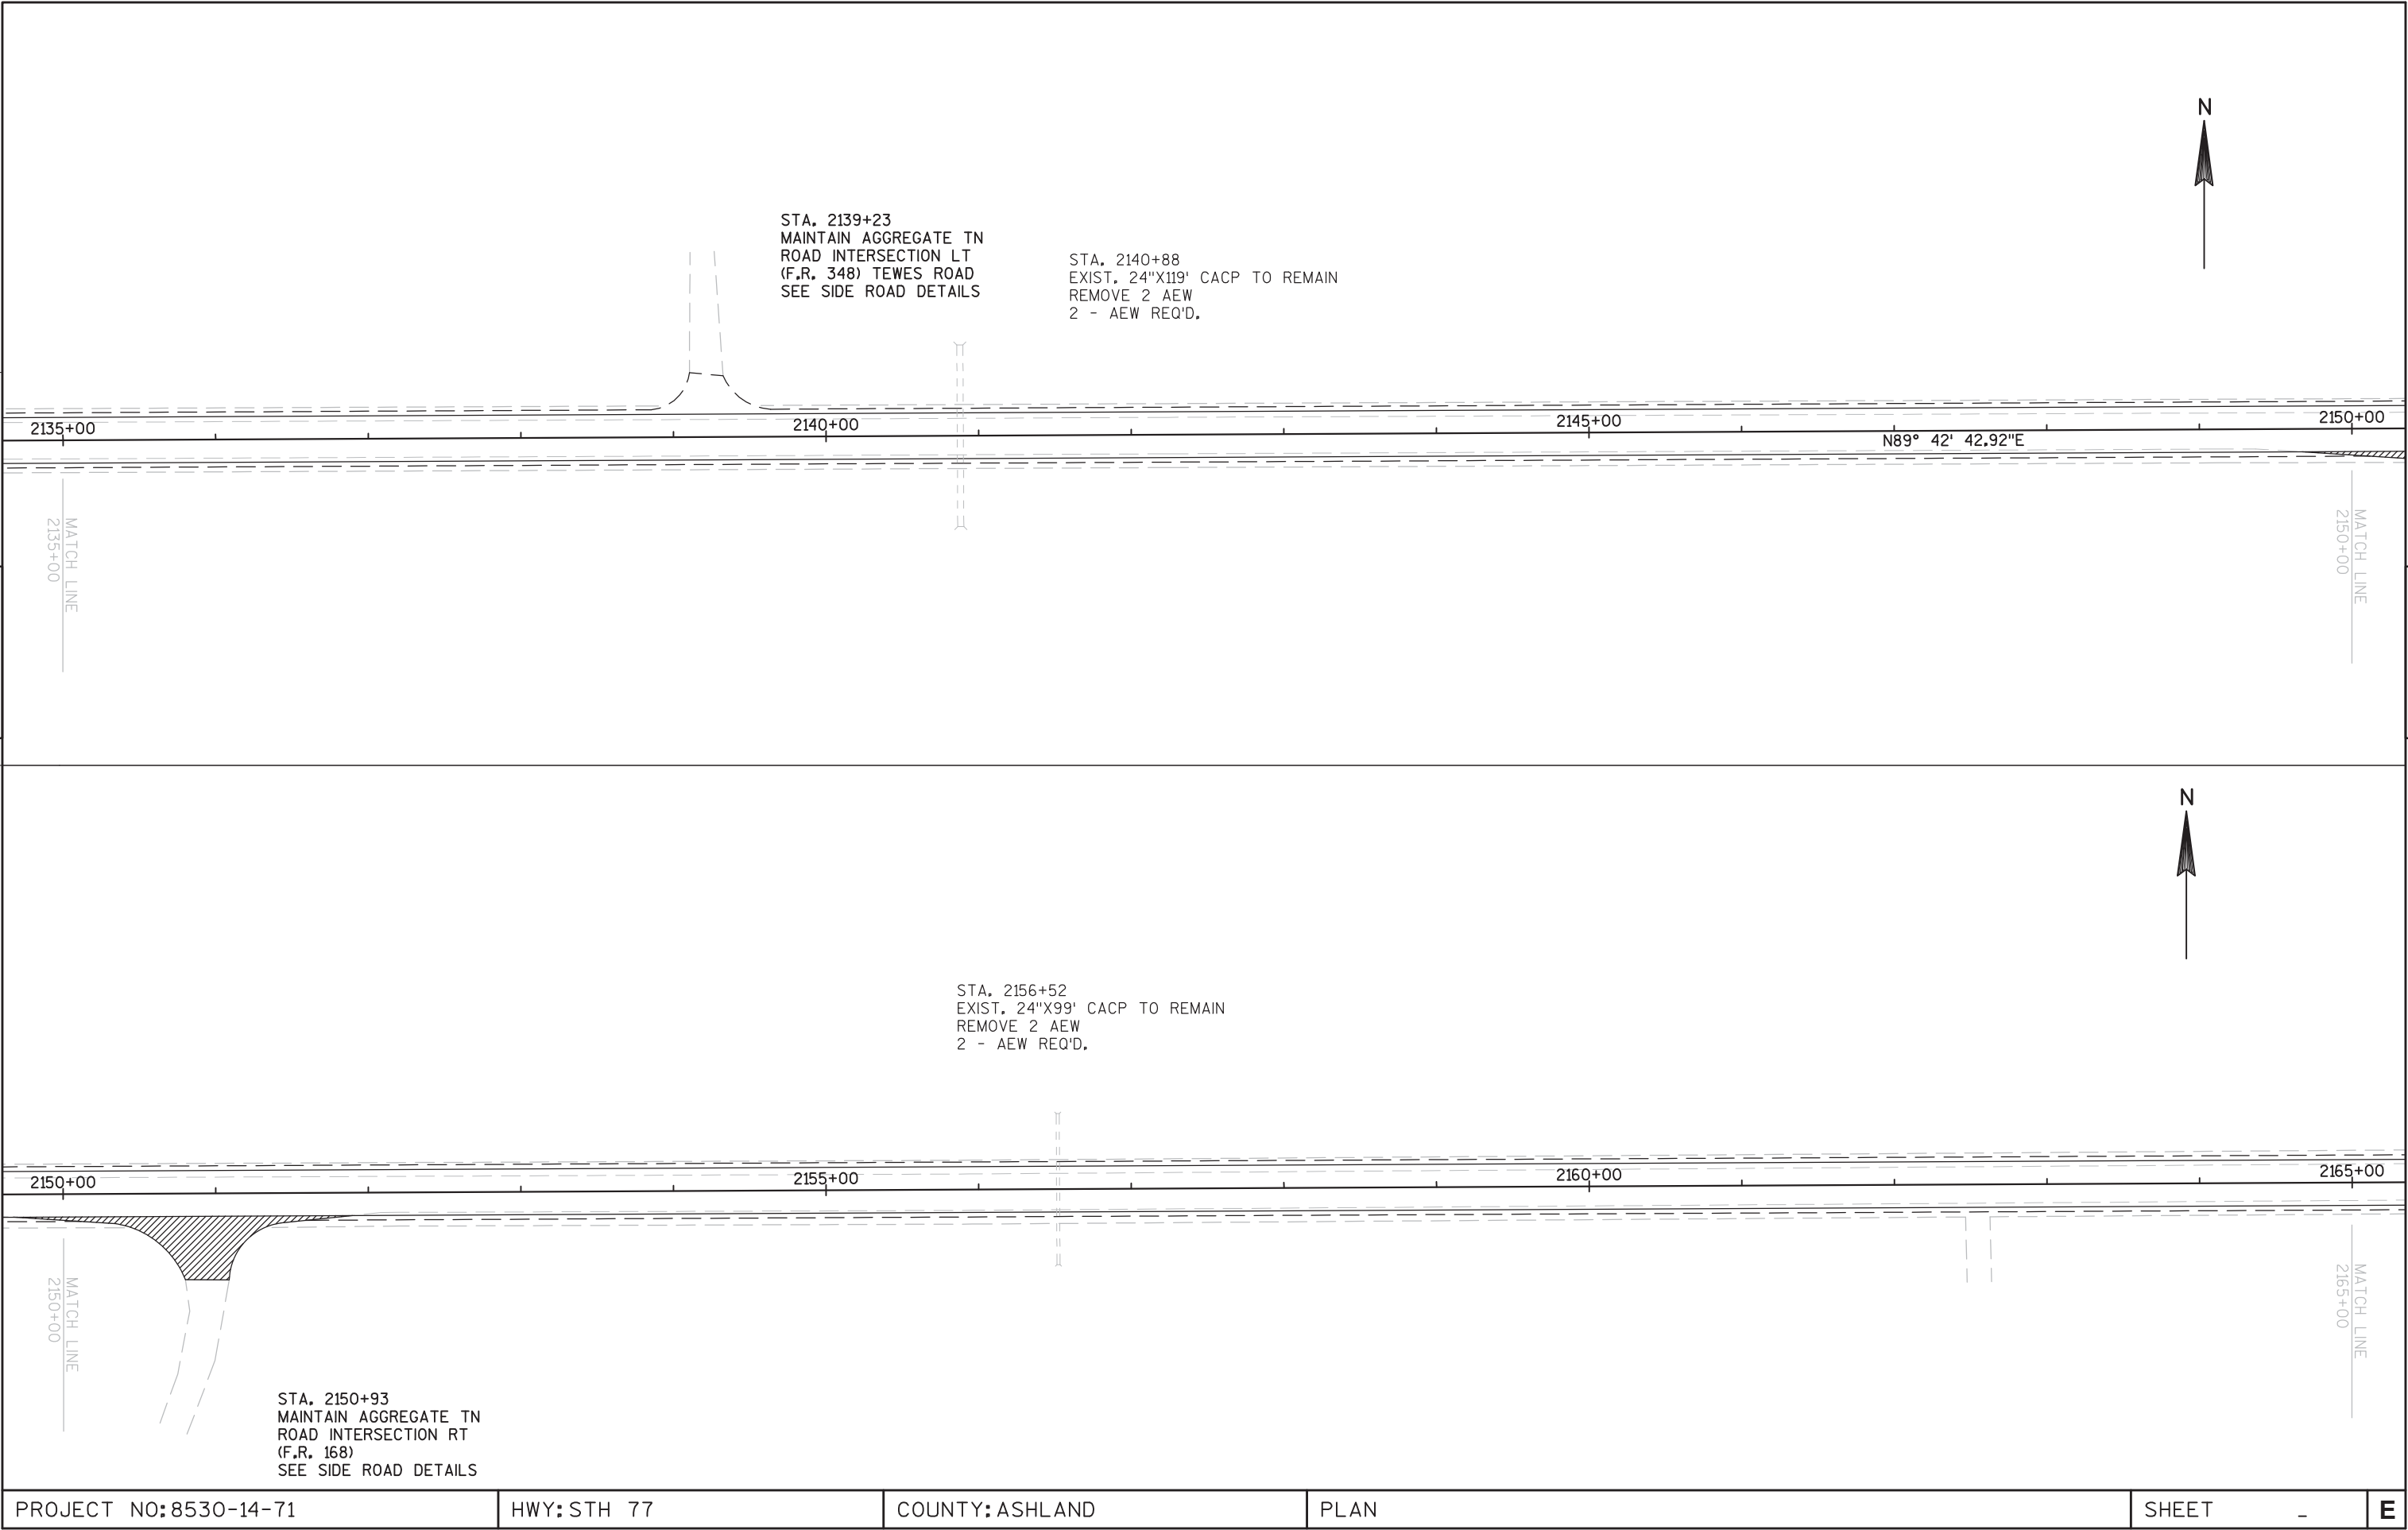 N
STA. 2139+23
MAINTAIN AGGREGATE TN
ROAD INTERSECTION LT
(F.R. 348) TEWES ROAD
SEE SIDE ROAD DETAILS
STA. 2140+88
EXIST. 24"X119' CACP TO REMAIN
REMOVE 2 AEW
2 - AEW REQ'D.
2135+00
2140+00
2145+00
2150+00
N89° 42' 42.92"E
MATCH LINE
2135+00
MATCH LINE
2150+00
N
STA. 2156+52
EXIST. 24"X99' CACP TO REMAIN
REMOVE 2 AEW
2 - AEW REQ'D.
2150+00
2155+00
2160+00
2165+00
MATCH LINE
2150+00
MATCH LINE
2165+00
STA. 2150+93
MAINTAIN AGGREGATE TN
ROAD INTERSECTION RT
(F.R. 168)
SEE SIDE ROAD DETAILS
PROJECT NO:8530-14-71
HWY:STH 77
COUNTY:ASHLAND
PLAN
SHEET _
E